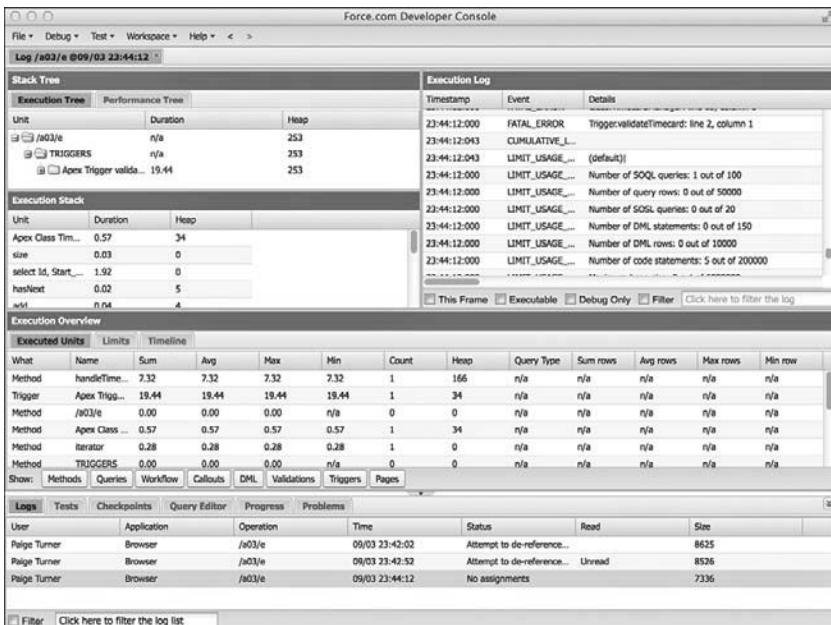 Force.com Developer Console
File Debug Test Workspace Help < >
Log /a03/e @09/03 23:44:12
Stack Tree
Execution Tree Performance Tree
Unit Duration Heap
/a03/e n/a 253
TRIGGERS n/a 253
Apex Trigger valida... 19.44 253
Execution Stack
Unit Duration Heap
Apex Class Tim... 0.57 34
size 0.03 0
select Id, Start_... 1.92 0
hasNext 0.02 5
add 0.04 4
Execution Log
Timestamp Event Details
23:44:12:000 FATAL_ERROR Trigger.validateTimecard: line 2, column 1
23:44:12:043 CUMULATIVE_L...
23:44:12:043 LIMIT_USAGE_... (default)|
23:44:12:000 LIMIT_USAGE_... Number of SOQL queries: 1 out of 100
23:44:12:000 LIMIT_USAGE_... Number of query rows: 0 out of 50000
23:44:12:000 LIMIT_USAGE_... Number of SOSL queries: 0 out of 20
23:44:12:000 LIMIT_USAGE_... Number of DML statements: 0 out of 150
23:44:12:000 LIMIT_USAGE_... Number of DML rows: 0 out of 10000
23:44:12:000 LIMIT_USAGE_... Number of code statements: 5 out of 200000
This Frame Executable Debug Only Filter Click here to filter the log
Execution Overview
Executed Units Limits Timeline
What Name Sum Avg Max Min Count Heap Query Type Sum rows Avg rows Max rows Min row
Method handleTime... 7.32 7.32 7.32 7.32 1 166 n/a n/a n/a n/a n/a
Trigger Apex Trigg... 19.44 19.44 19.44 19.44 1 34 n/a n/a n/a n/a n/a
Method /a03/e 0.00 0.00 0.00 n/a 0 0 n/a n/a n/a n/a n/a
Method Apex Class ... 0.57 0.57 0.57 0.57 1 34 n/a n/a n/a n/a n/a
Method iterator 0.28 0.28 0.28 0.28 1 0 n/a n/a n/a n/a n/a
Method TRIGGERS 0.00 0.00 0.00 n/a 0 0 n/a n/a n/a n/a n/a
Show: Methods Queries Workflow Callouts DML Validations Triggers Pages
Logs Tests Checkpoints Query Editor Progress Problems
User Application Operation Time Status Read Size
Paige Turner Browser /a03/e 09/03 23:42:02 Attempt to de-reference... 8625
Paige Turner Browser /a03/e 09/03 23:42:52 Attempt to de-reference... Unread 8526
Paige Turner Browser /a03/e 09/03 23:44:12 No assignments 7336
Filter Click here to filter the log list